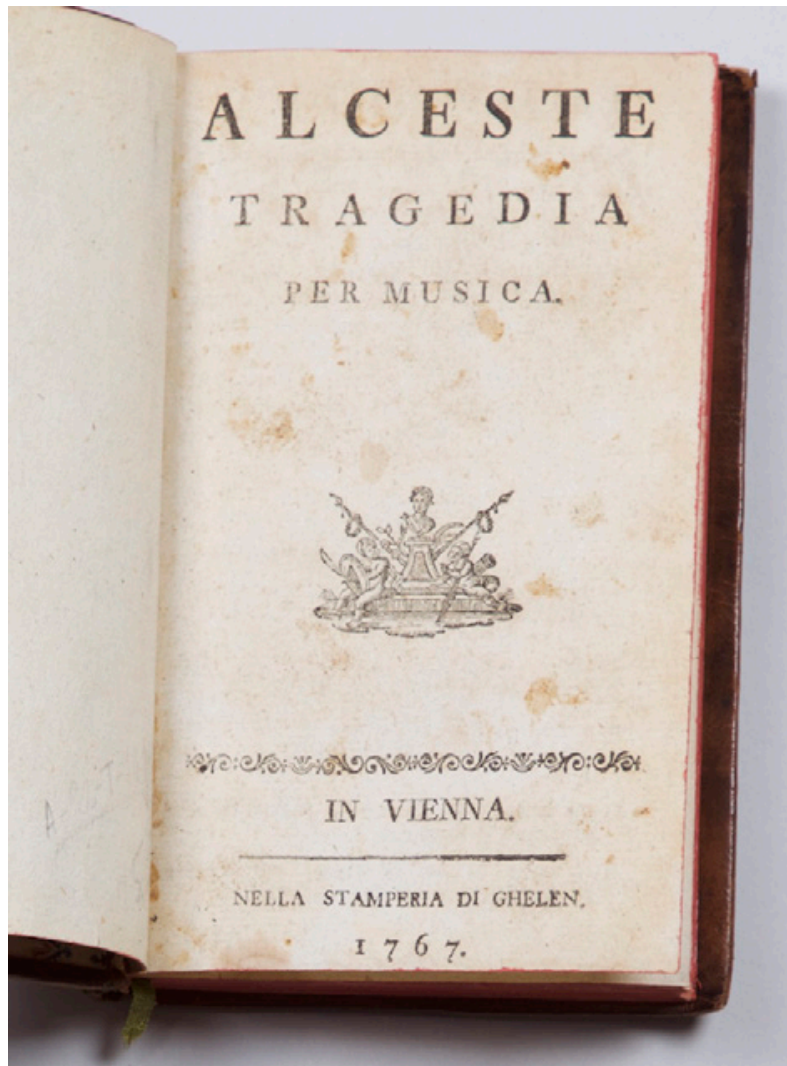 ALCESTE
TRAGEDIA
PER MUSICA.
IN VIENNA.
NELLA STAMPERIA DI GHELEN.
1767.